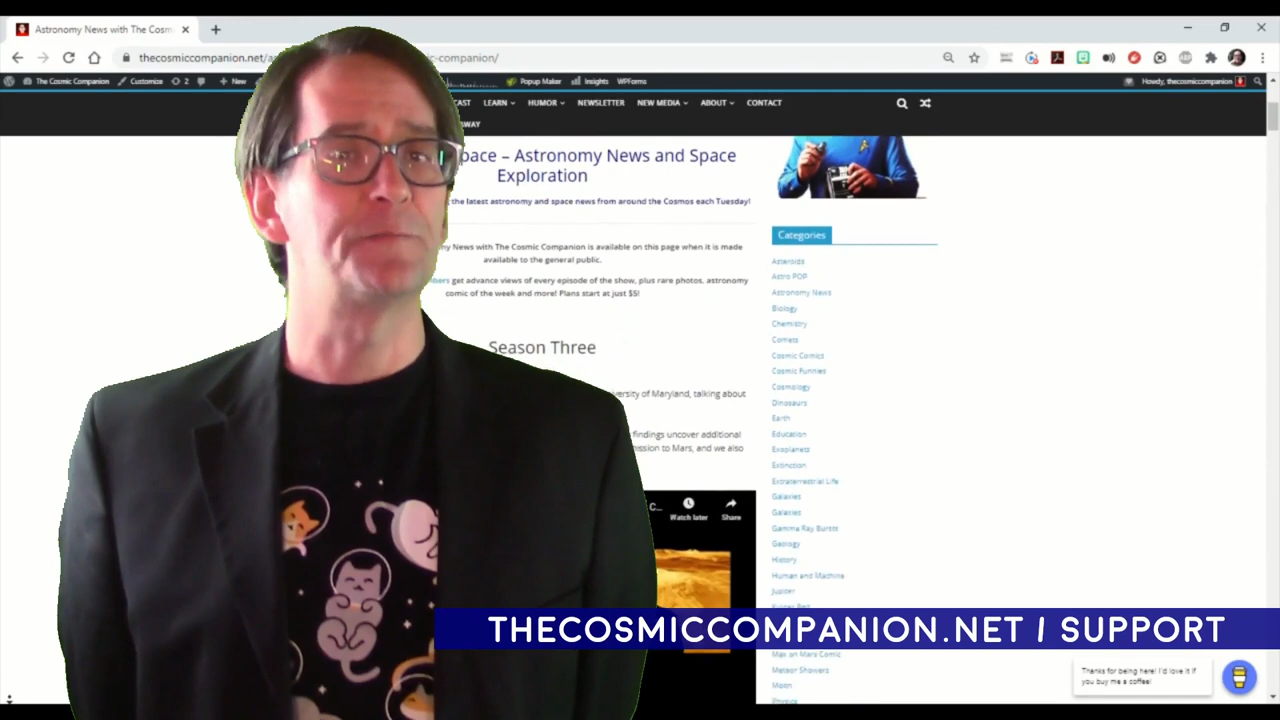 Astronomy News with The Cosm
thecosmiccompanion.net/as
c-companion/
The Cosmic Companion
Customize
2
New
Popup Maker
Insights
WPForms
Howdy, thecosmiccompanion
CAST
LEARN
HUMOR
NEWSLETTER
NEW MEDIA
ABOUT
CONTACT
AWAY
pace – Astronomy News and Space
Exploration
the latest astronomy and space news from around the Cosmos each Tuesday!
my News with The Cosmic Companion is available on this page when it is made
available to the general public.
bers get advance views of every episode of the show, plus rare photos, astronomy
comic of the week and more! Plans start at just $5!
Season Three
versity of Maryland, talking about
findings uncover additional
ission to Mars, and we also
C...
Watch later
Share
Categories
Asteroids
Astro POP
Astronomy News
Biology
Chemistry
Comets
Cosmic Comics
Cosmic Funnies
Cosmology
Dinosaurs
Earth
Education
Exoplanets
Extinction
Extraterrestrial Life
Galaxies
Galaxies
Gamma Ray Bursts
Geology
History
Human and Machine
Jupiter
THECOSMICCOMPANION.NET / SUPPORT
Max an Mars Comic
Meteor Showers
Moon
Physics
Thanks for being here! I'd love it if
you buy me a coffee!